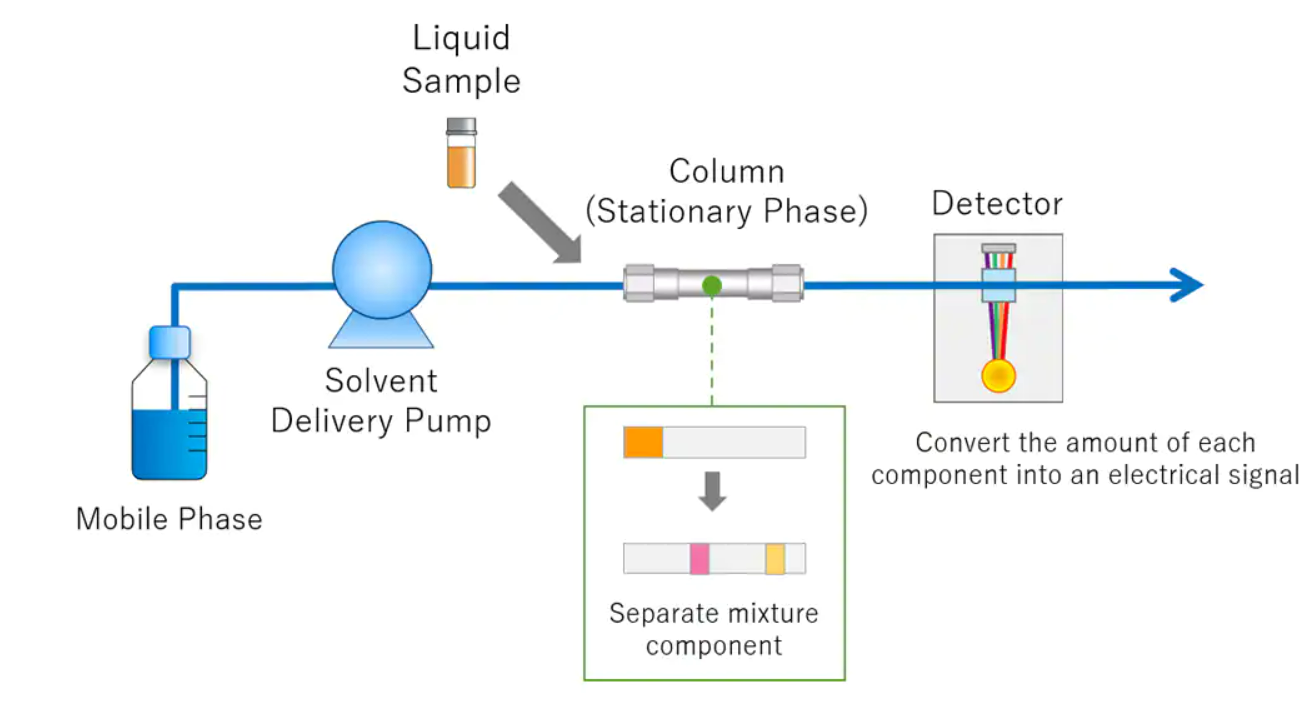 Liquid
Sample
Column
(Stationary Phase)
Detector
Solvent
Delivery Pump
Mobile Phase
Convert the amount of each
component into an electrical signal
Separate mixture
component